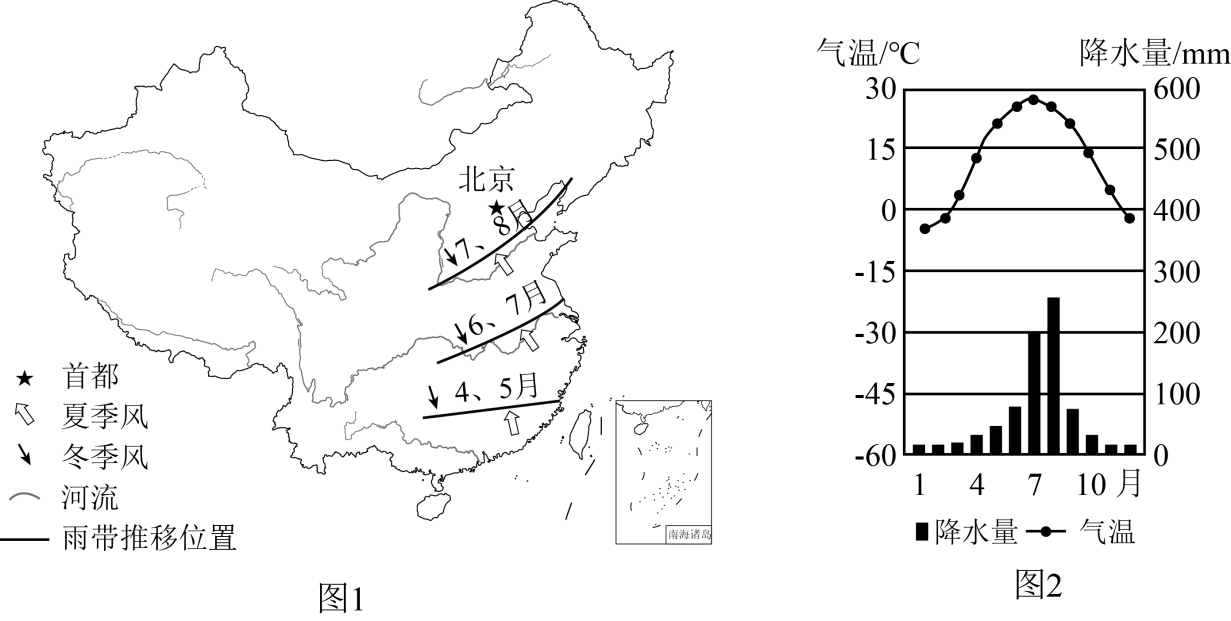 北京
7、8月
6、7月
4、5月
首都
夏季风
冬季风
河流
雨带推移位置
南海诸岛
图1
气温/℃
降水量/mm
30
15
0
-15
-30
-45
-60
600
500
400
300
200
100
0
1 4 7 10 月
降水量 气温
图2